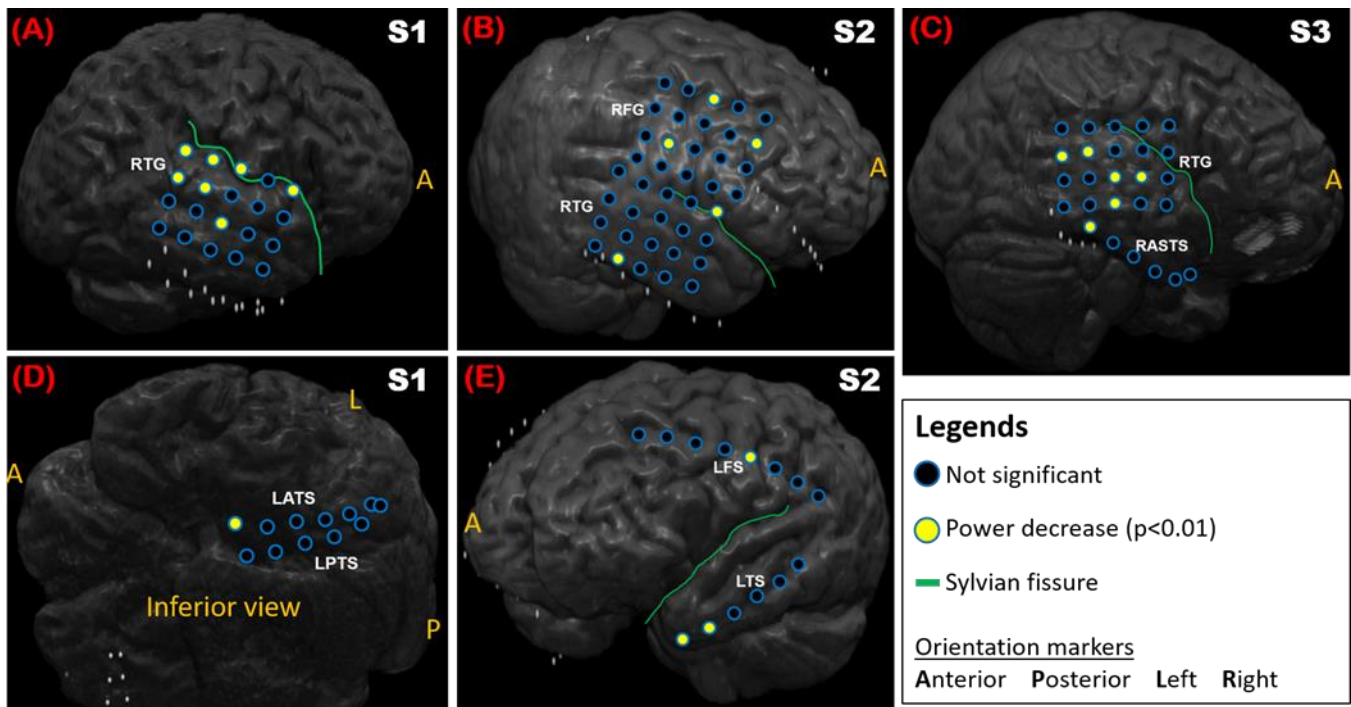 (A) S1
RTG
A
(B) S2
RFG
RTG
A
(C) S3
RTG
A
RASTS
(D) S1
L
A
LATS
LPTS
Inferior view
P
(E) S2
LFS
A
LTS
Legends
Not significant
Power decrease (p<0.01)
Sylvian fissure
Orientation markers
Anterior Posterior Left Right